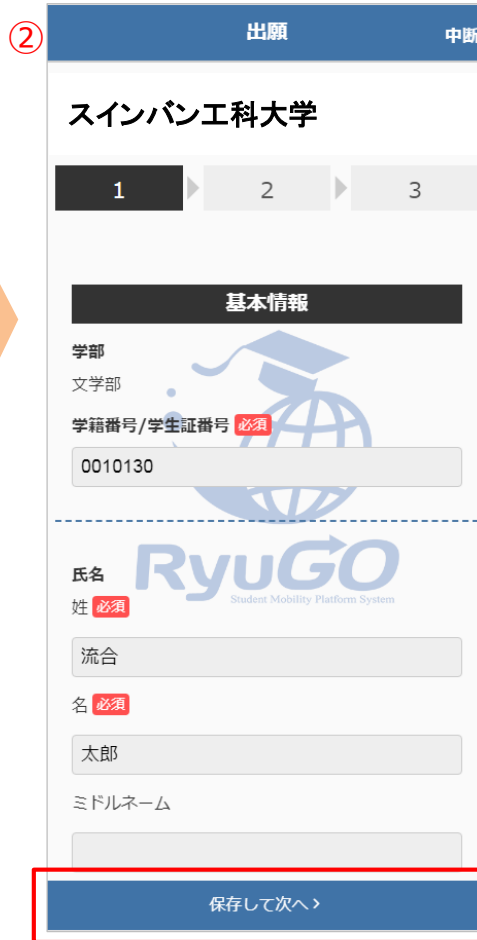 ②
出願
中断
スインバン工科大学
1
2
3
基本情報
学部
文学部
学籍番号/学生証番号 必須
0010130
RyuGO
Student Mobility Platform System
氏名
姓 必須
流合
名 必須
太郎
ミドルネーム
保存して次へ ›